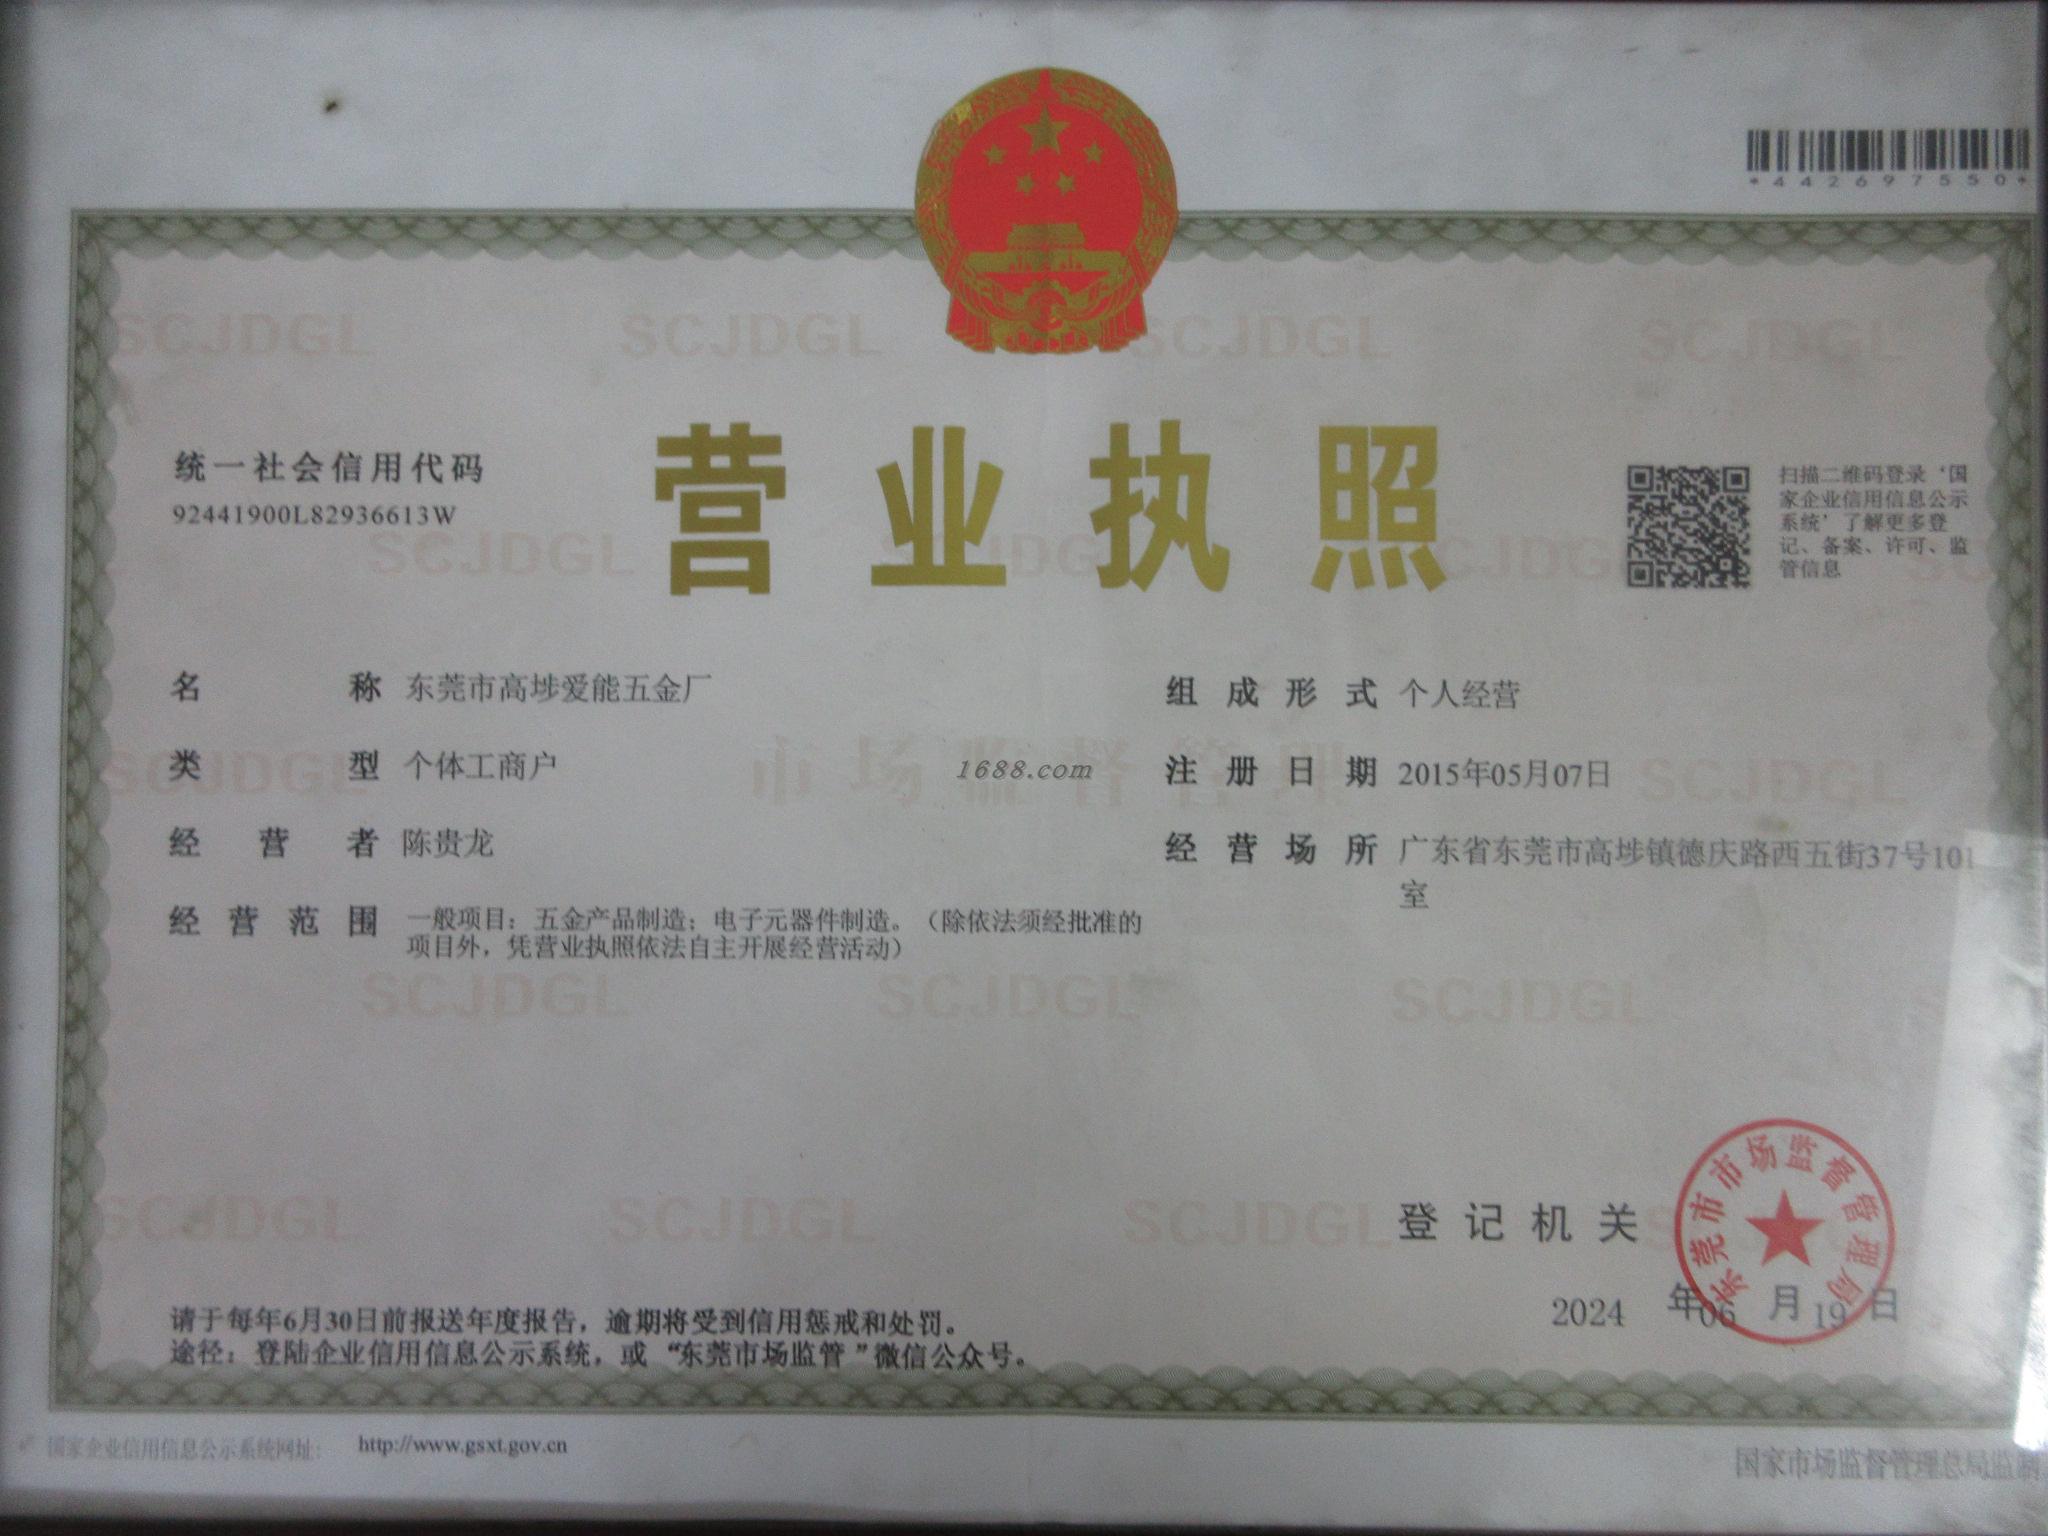 *4426975550*
营业执照
统一社会信用代码
92441900L82936613W
扫描二维码登录‘国
家企业信用信息公示
系统’了解更多登
记、备案、许可、监
管信息
名 称 东莞市高埗爱能五金厂
类 型 个体工商户
经 营 者 陈贵龙
经 营 范 围 一般项目：五金产品制造；电子元器件制造。（除依法须经批准的
项目外，凭营业执照依法自主开展经营活动）
组 成 形 式 个人经营
注 册 日 期 2015年05月07日
经 营 场 所 广东省东莞市高埗镇德庆路西五街37号101
室
SCJDGL
市场监督管理
1688.com
登记机关
东莞市市场监督管理局
2024 年06 月19 日
请于每年6月30日前报送年度报告，逾期将受到信用惩戒和处罚。
途径：登陆企业信用信息公示系统，或“东莞市场监管”微信公众号。
国家企业信用信息公示系统网址： http://www.gsxt.gov.cn
国家市场监督管理总局监制